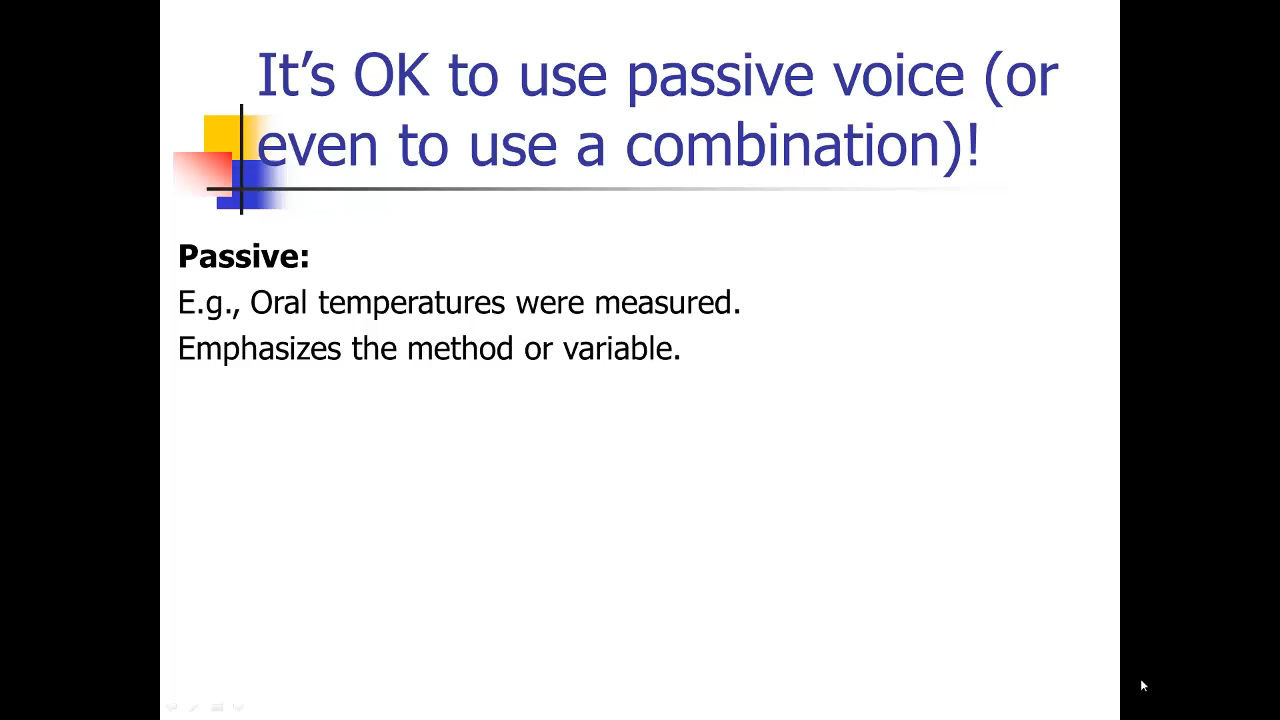 It's OK to use passive voice (or
even to use a combination)!
Passive:
E.g., Oral temperatures were measured.
Emphasizes the method or variable.